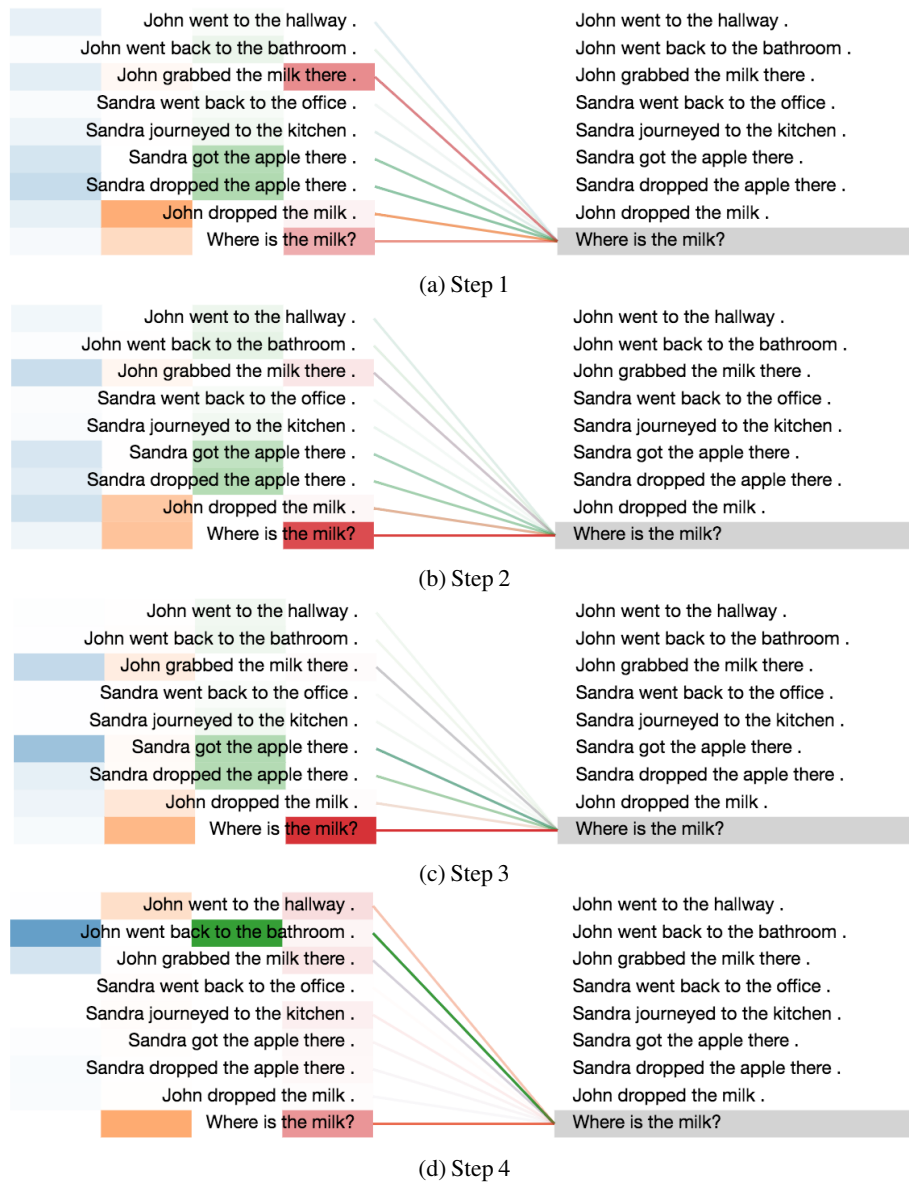 John went to the hallway . John went to the hallway .
John went back to the bathroom . John went back to the bathroom .
John grabbed the milk there . John grabbed the milk there .
Sandra went back to the office . Sandra went back to the office .
Sandra journeyed to the kitchen . Sandra journeyed to the kitchen .
Sandra got the apple there . Sandra got the apple there .
Sandra dropped the apple there . Sandra dropped the apple there .
John dropped the milk . John dropped the milk .
Where is the milk? Where is the milk?
(a) Step 1
John went to the hallway . John went to the hallway .
John went back to the bathroom . John went back to the bathroom .
John grabbed the milk there . John grabbed the milk there .
Sandra went back to the office . Sandra went back to the office .
Sandra journeyed to the kitchen . Sandra journeyed to the kitchen .
Sandra got the apple there . Sandra got the apple there .
Sandra dropped the apple there . Sandra dropped the apple there .
John dropped the milk . John dropped the milk .
Where is the milk? Where is the milk?
(b) Step 2
John went to the hallway . John went to the hallway .
John went back to the bathroom . John went back to the bathroom .
John grabbed the milk there . John grabbed the milk there .
Sandra went back to the office . Sandra went back to the office .
Sandra journeyed to the kitchen . Sandra journeyed to the kitchen .
Sandra got the apple there . Sandra got the apple there .
Sandra dropped the apple there . Sandra dropped the apple there .
John dropped the milk . John dropped the milk .
Where is the milk? Where is the milk?
(c) Step 3
John went to the hallway . John went to the hallway .
John went back to the bathroom . John went back to the bathroom .
John grabbed the milk there . John grabbed the milk there .
Sandra went back to the office . Sandra went back to the office .
Sandra journeyed to the kitchen . Sandra journeyed to the kitchen .
Sandra got the apple there . Sandra got the apple there .
Sandra dropped the apple there . Sandra dropped the apple there .
John dropped the milk . John dropped the milk .
Where is the milk? Where is the milk?
(d) Step 4